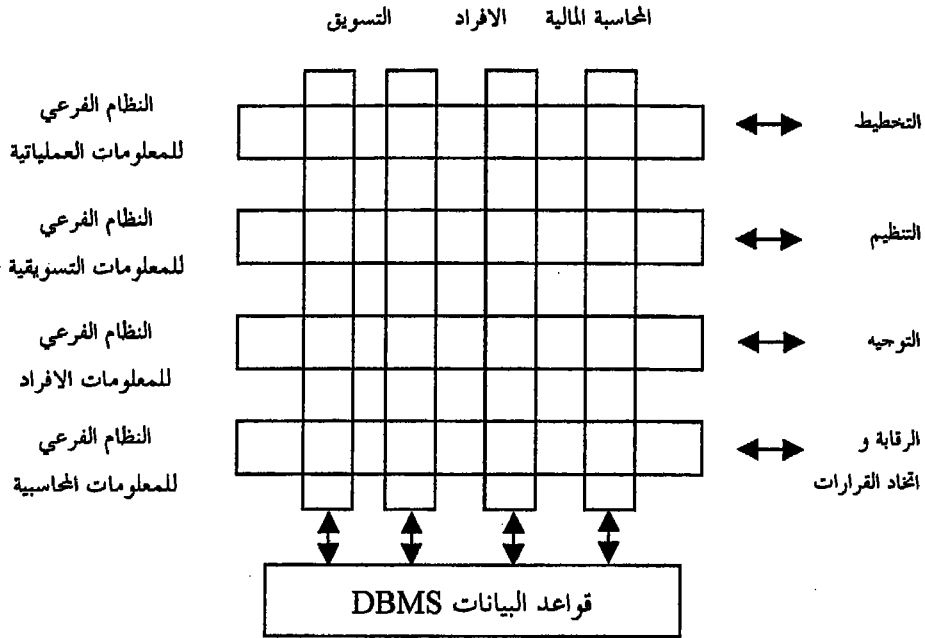 المحاسبة المالية
الافراد
التسويق
التخطيط
النظام الفرعي
للمعلومات العملياتية
التنظيم
النظام الفرعي
للمعلومات التسويقية
التوجيه
النظام الفرعي
للمعلومات الافراد
الرقابة و
اتخاد القرارات
النظام الفرعي
للمعلومات المحاسبية
قواعد البيانات DBMS